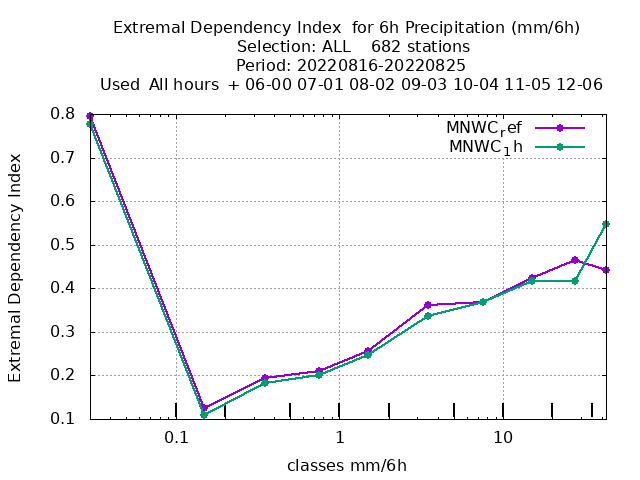 Extremal Dependency Index  for 6h Precipitation (mm/6h)
Selection: ALL    682 stations
Period: 20220816-20220825
Used  All hours  + 06-00 07-01 08-02 09-03 10-04 11-05 12-06
MNWCref
MNWC1h
Extremal Dependency Index
0.8
0.7
0.6
0.5
0.4
0.3
0.2
0.1
0.1
1
10
classes mm/6h